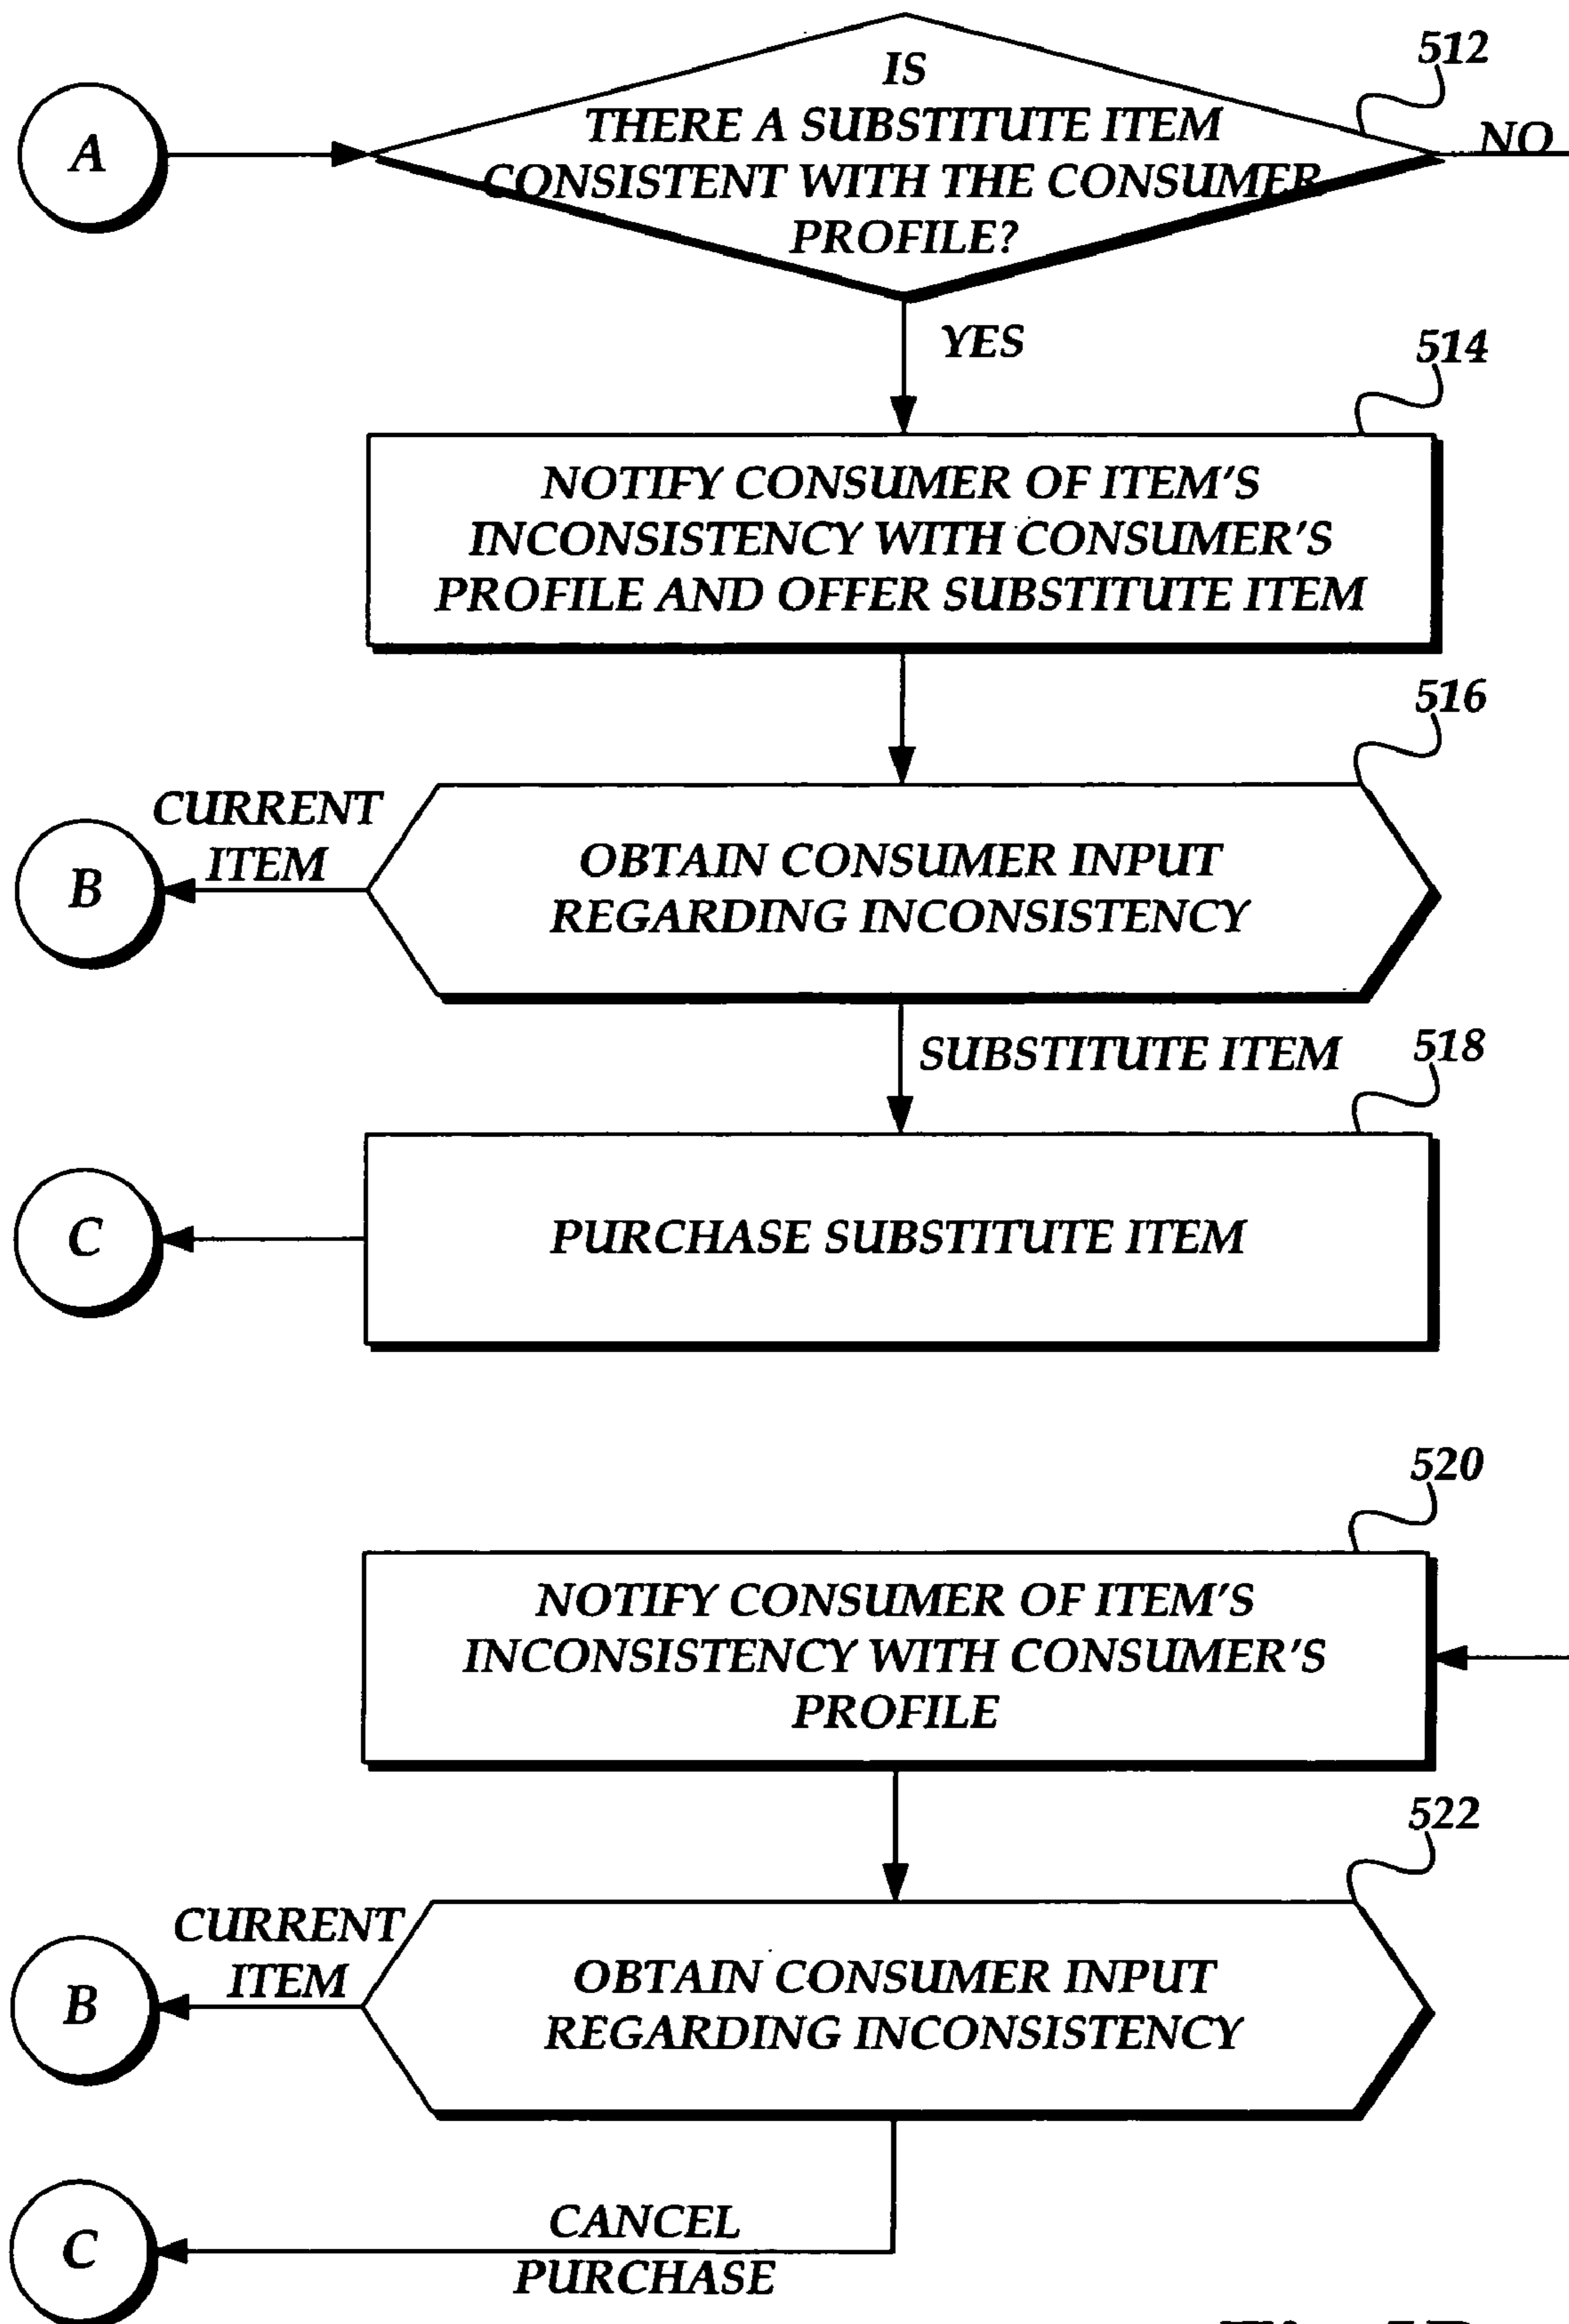 512
IS
THERE A SUBSTITUTE ITEM
CONSISTENT WITH THE CONSUMER
PROFILE?
A
NO
YES
514
NOTIFY CONSUMER OF ITEM'S
INCONSISTENCY WITH CONSUMER'S
PROFILE AND OFFER SUBSTITUTE ITEM
516
CURRENT
ITEM
B
OBTAIN CONSUMER INPUT
REGARDING INCONSISTENCY
SUBSTITUTE ITEM
518
C
PURCHASE SUBSTITUTE ITEM
520
NOTIFY CONSUMER OF ITEM'S
INCONSISTENCY WITH CONSUMER'S
PROFILE
522
CURRENT
ITEM
B
OBTAIN CONSUMER INPUT
REGARDING INCONSISTENCY
C
CANCEL
PURCHASE